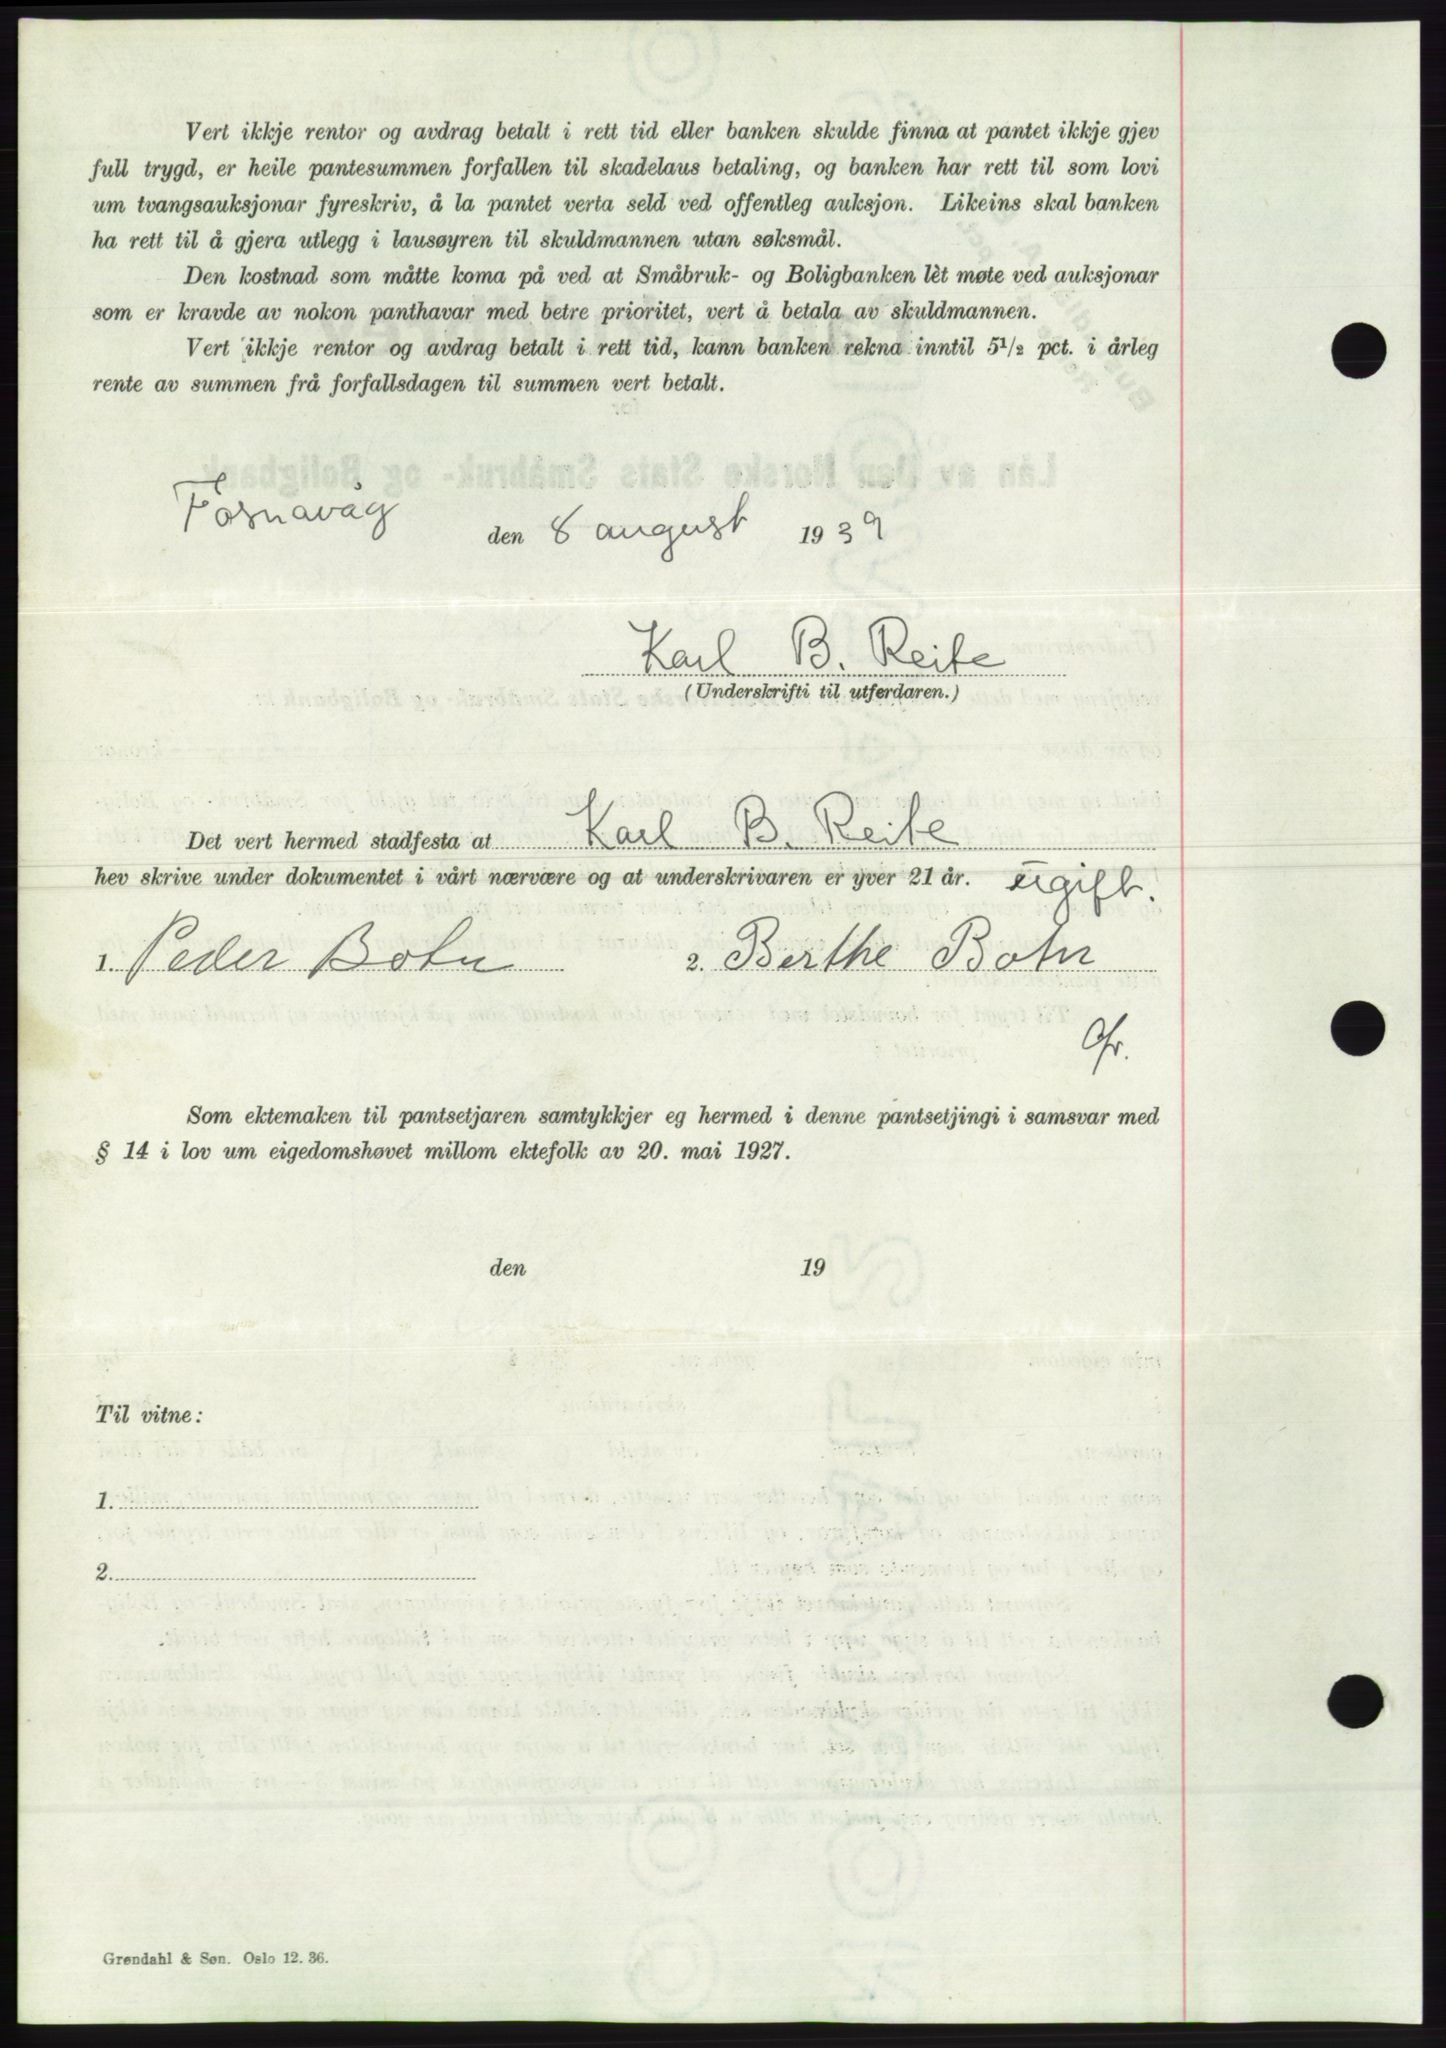 Vert ikkje rentor og avdrag betalt i rett tid eller banken skulde finna at pantet ikkje gjev
full trygd, er heile pantesummen forfallen til skadelaus betaling, og banken har rett til som lovi
um tvangsauksjonar fyreskriv, å la pantet verta seld ved offentleg auksjon. Likeins skal banken
ha rett til å gjera utlegg i lausøyren til skuldmannen utan søksmål.
Den kostnad som måtte koma på ved at Småbruk- og Boligbanken lèt møte ved auksjonar
som er kravde av nokon panthavar med betre prioritet, vert å betala av skuldmannen.
Vert ikkje rentor og avdrag betalt i rett tid, kann banken rekna inntil 5½ pct. i årleg
rente av summen frå forfallsdagen til summen vert betalt.
Fosnavåg den 8 august 1939
Karl B. Reite
(Underskrifti til utferdaren.)
Det vert hermed stadfesta at Karl B. Reite
hev skrive under dokumentet i vårt nærvære og at underskrivaren er yver 21 år. ugift.
1. Peder Botn 2. Berthe Botn
Som ektemaken til pantsetjaren samtykkjer eg hermed i denne pantsetjingi i samsvar med
§ 14 i lov um eigedomshøvet millom ektefolk av 20. mai 1927.
den 19
Til vitne:
1.
2.
Grøndahl & Søn. Oslo 12. 36.